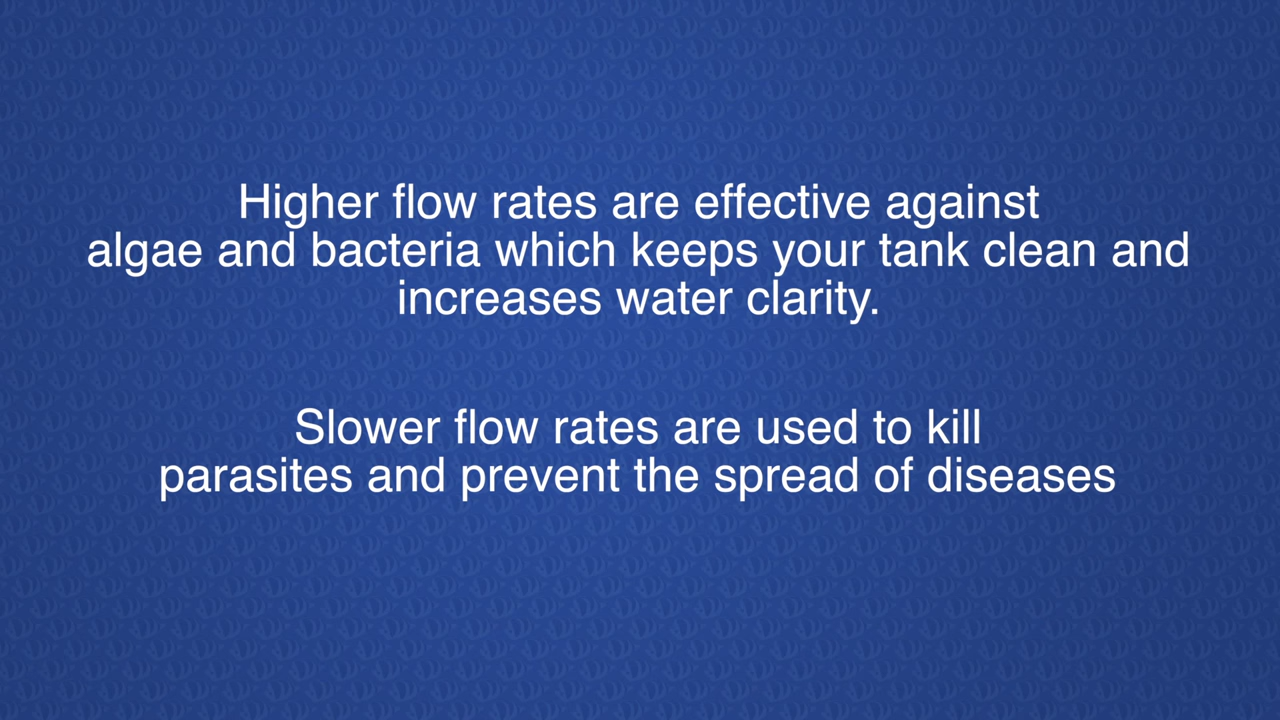 Higher flow rates are effective against
algae and bacteria which keeps your tank clean and
increases water clarity.
Slower flow rates are used to kill
parasites and prevent the spread of diseases